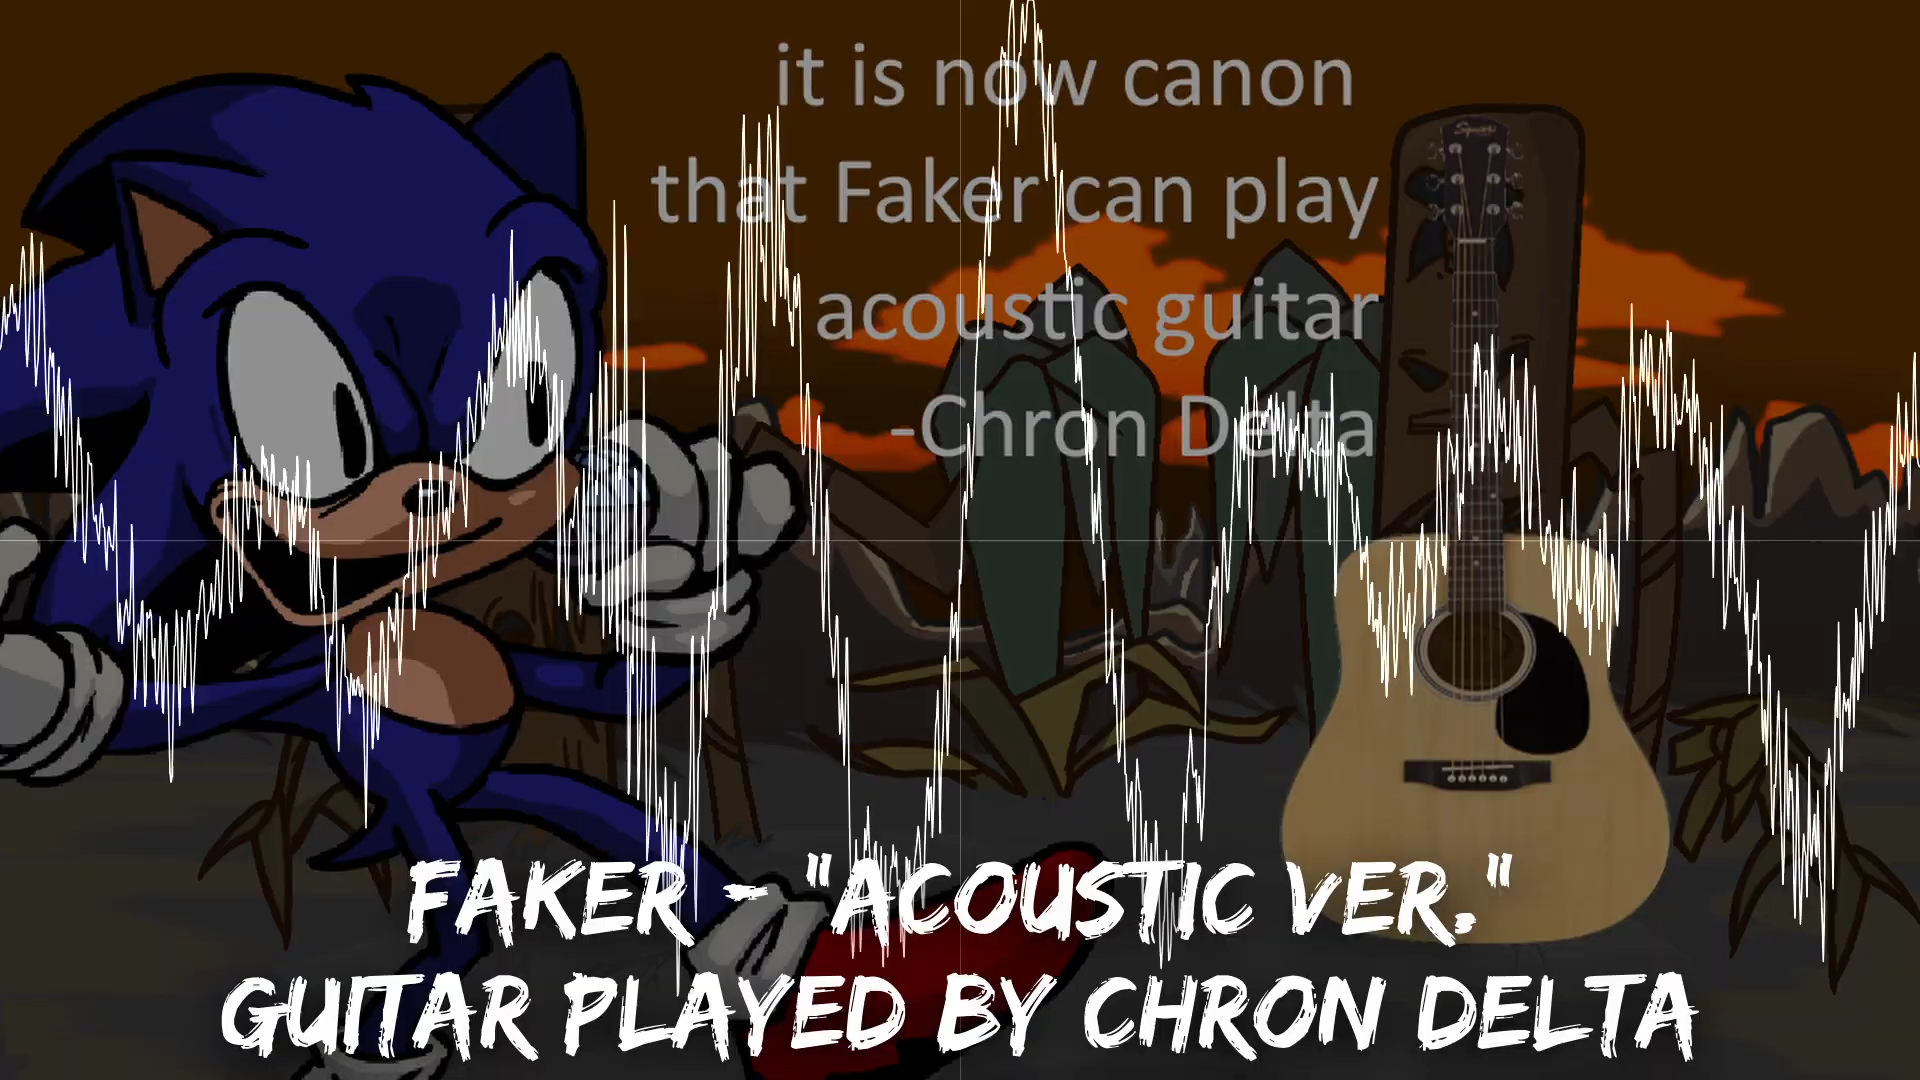 it is now canon
that Faker can play
acoustic guitar
-Chron Delta
Squier
FAKER - "ACOUSTIC VER."
GUITAR PLAYED BY CHRON DELTA